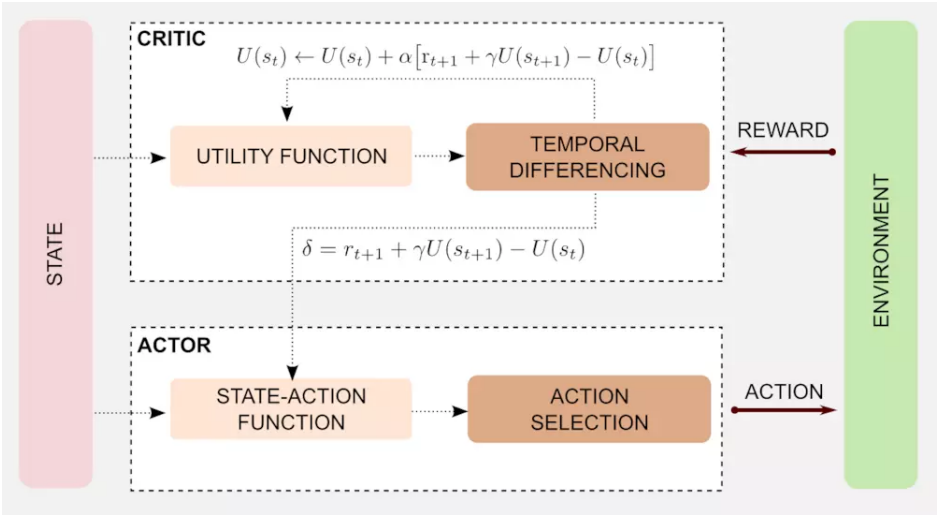 STATE
CRITIC
U(s_t) ← U(s_t) + α[r_{t+1} + γU(s_{t+1}) − U(s_t)]
UTILITY FUNCTION
TEMPORAL
DIFFERENCING
REWARD
δ = r_{t+1} + γU(s_{t+1}) − U(s_t)
ENVIRONMENT
ACTOR
STATE-ACTION
FUNCTION
ACTION
SELECTION
ACTION